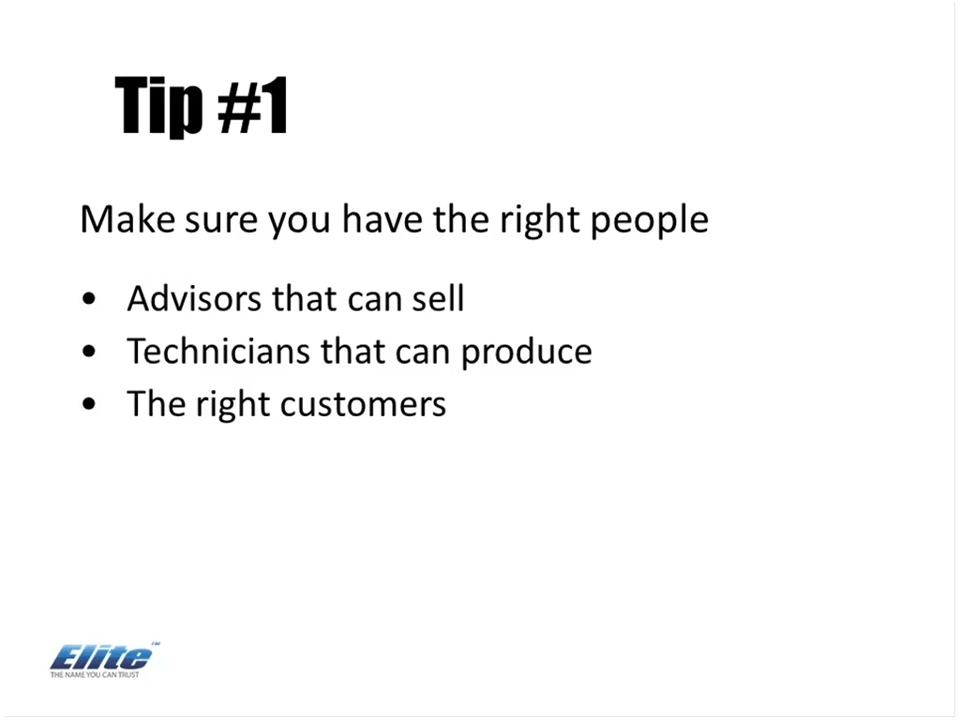 Tip #1
Make sure you have the right people
• Advisors that can sell
• Technicians that can produce
• The right customers
Elite™
THE NAME YOU CAN TRUST